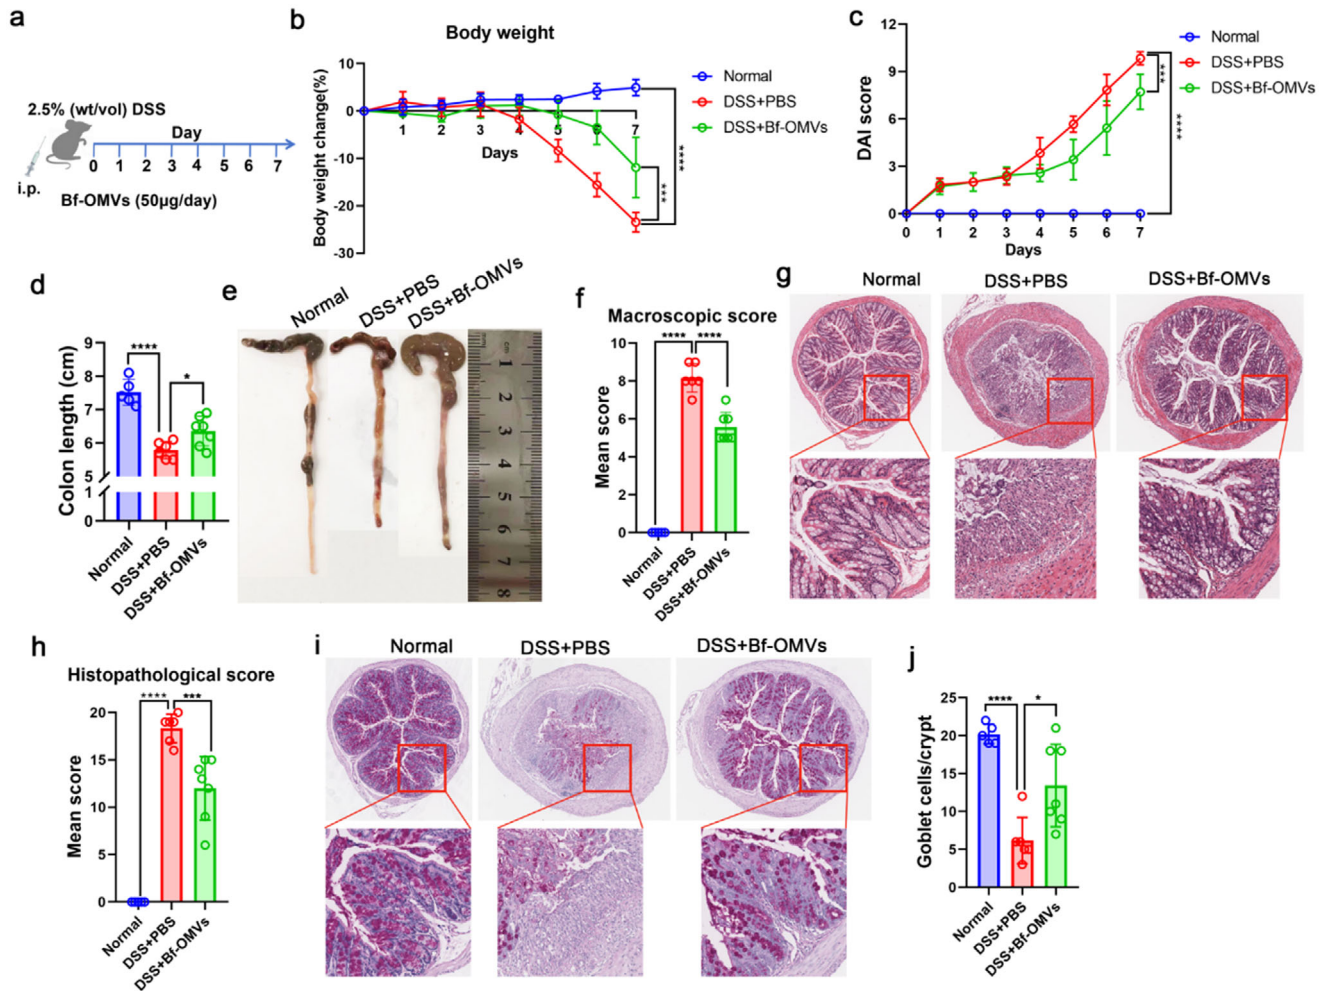 a
2.5% (wt/vol) DSS
Day
0 1 2 3 4 5 6 7
i.p.
Bf-OMVs (50μg/day)
b
Body weight
Body weight change(%)
10
0
-10
-20
-30
1 2 3 4 5 6 7
Days
Normal
DSS+PBS
DSS+Bf-OMVs
***
****
c
DAI score
12
9
6
3
0
0 1 2 3 4 5 6 7
Days
Normal
DSS+PBS
DSS+Bf-OMVs
***
****
d
Colon length (cm)
9
8
7
6
5
1
0
****
*
Normal
DSS+PBS
DSS+Bf-OMVs
e
Normal
DSS+PBS
DSS+Bf-OMVs
1
2
3
4
5
6
7
8
f
Macroscopic score
Mean score
10
8
6
4
2
0
**** ****
Normal
DSS+PBS
DSS+Bf-OMVs
g
Normal
DSS+PBS
DSS+Bf-OMVs
h
Histopathological score
Mean score
20
15
10
5
0
**** ***
Normal
DSS+PBS
DSS+Bf-OMVs
i
Normal
DSS+PBS
DSS+Bf-OMVs
j
Goblet cells/crypt
25
20
15
10
5
0
**** *
Normal
DSS+PBS
DSS+Bf-OMVs